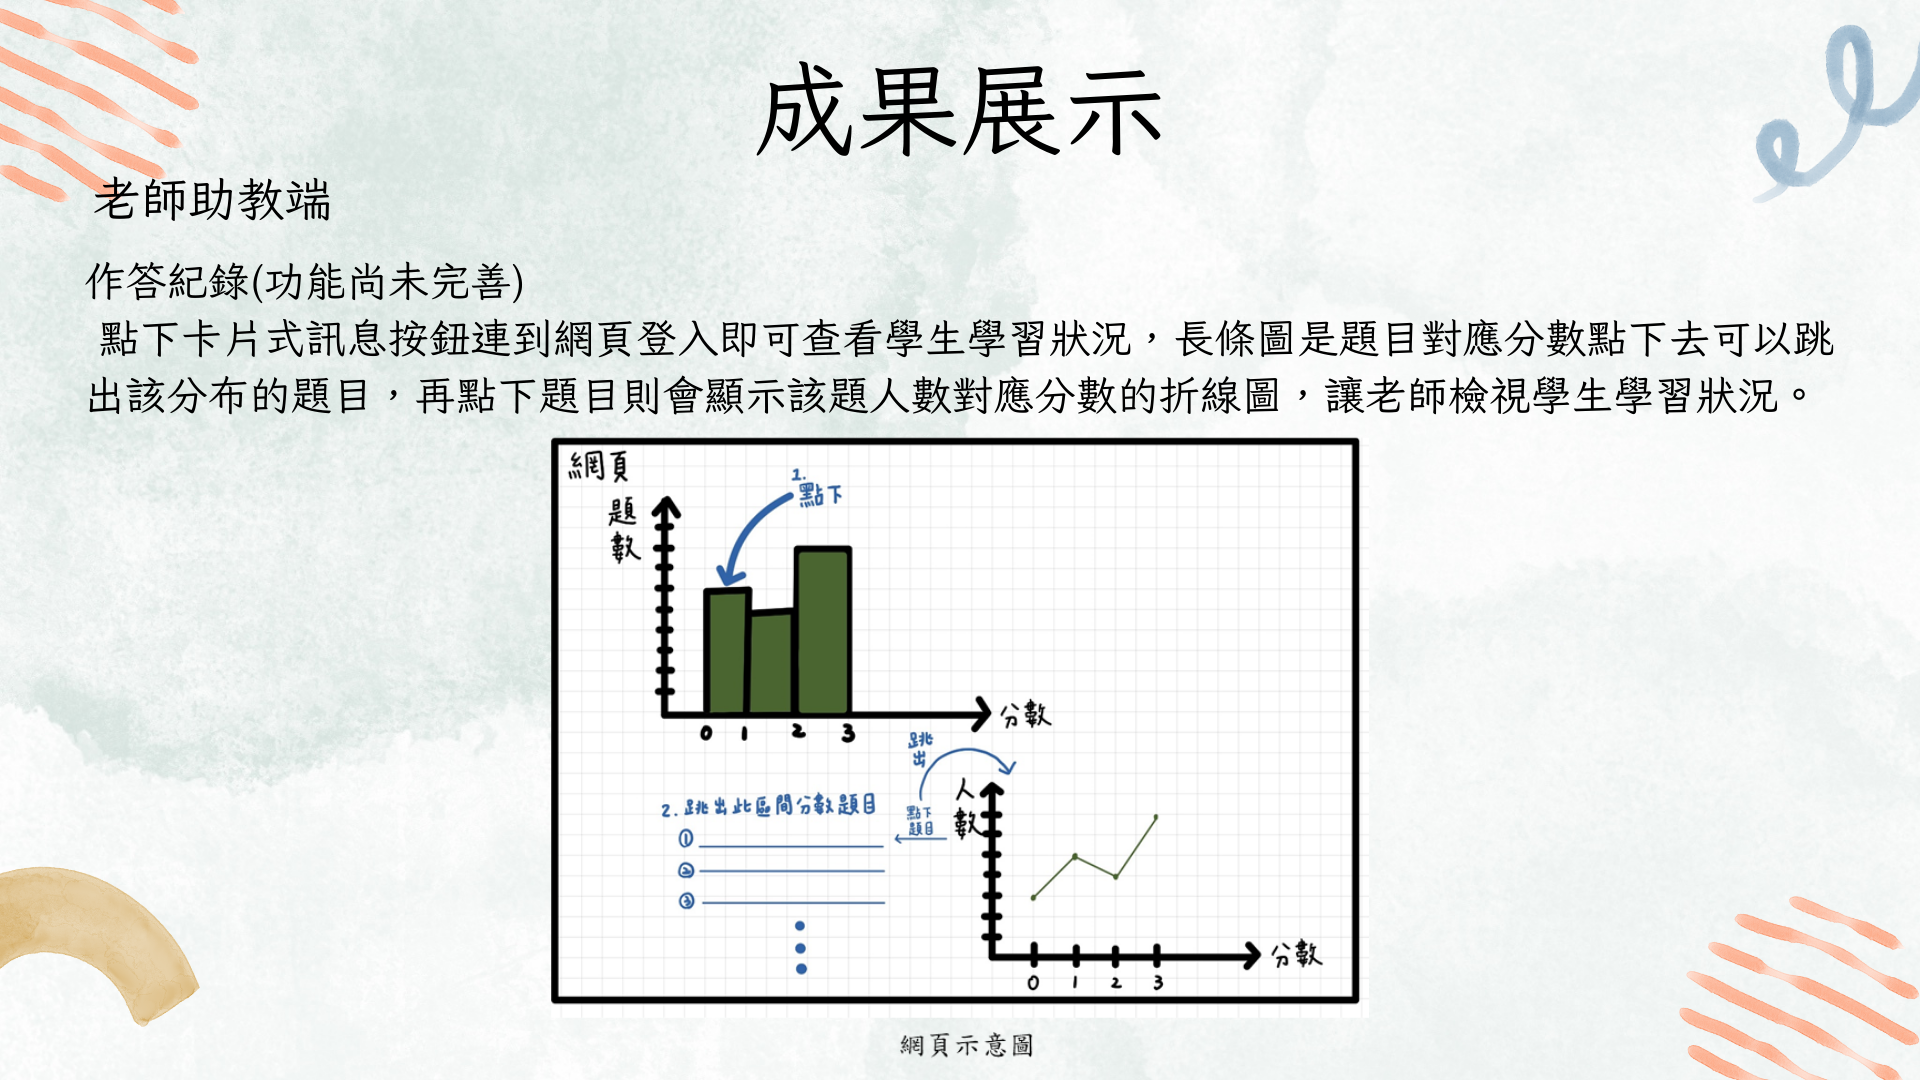 成果展示
老師助教端
作答紀錄(功能尚未完善)
點下卡片式訊息按鈕連到網頁登入即可查看學生學習狀況，長條圖是題目對應分數點下去可以跳
出該分布的題目，再點下題目則會顯示該題人數對應分數的折線圖，讓老師檢視學生學習狀況。
網頁
題
數
1.
點下
0 1 2 3
分數
2.跳出此區間分數題目
①
②
③
跳
出
點下
題目
人
數
0 1 2 3
分數
網頁示意圖